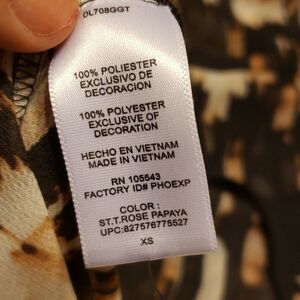 DL708GGT
100% POLIESTER
EXCLUSIVO DE
DECORACION
100% POLYESTER
EXCLUSIVE OF
DECORATION
HECHO EN VIETNAM
MADE IN VIETNAM
RN 105543
FACTORY ID# PHOEXP
COLOR :
ST.T.ROSE PAPAYA
UPC:827576775527
XS